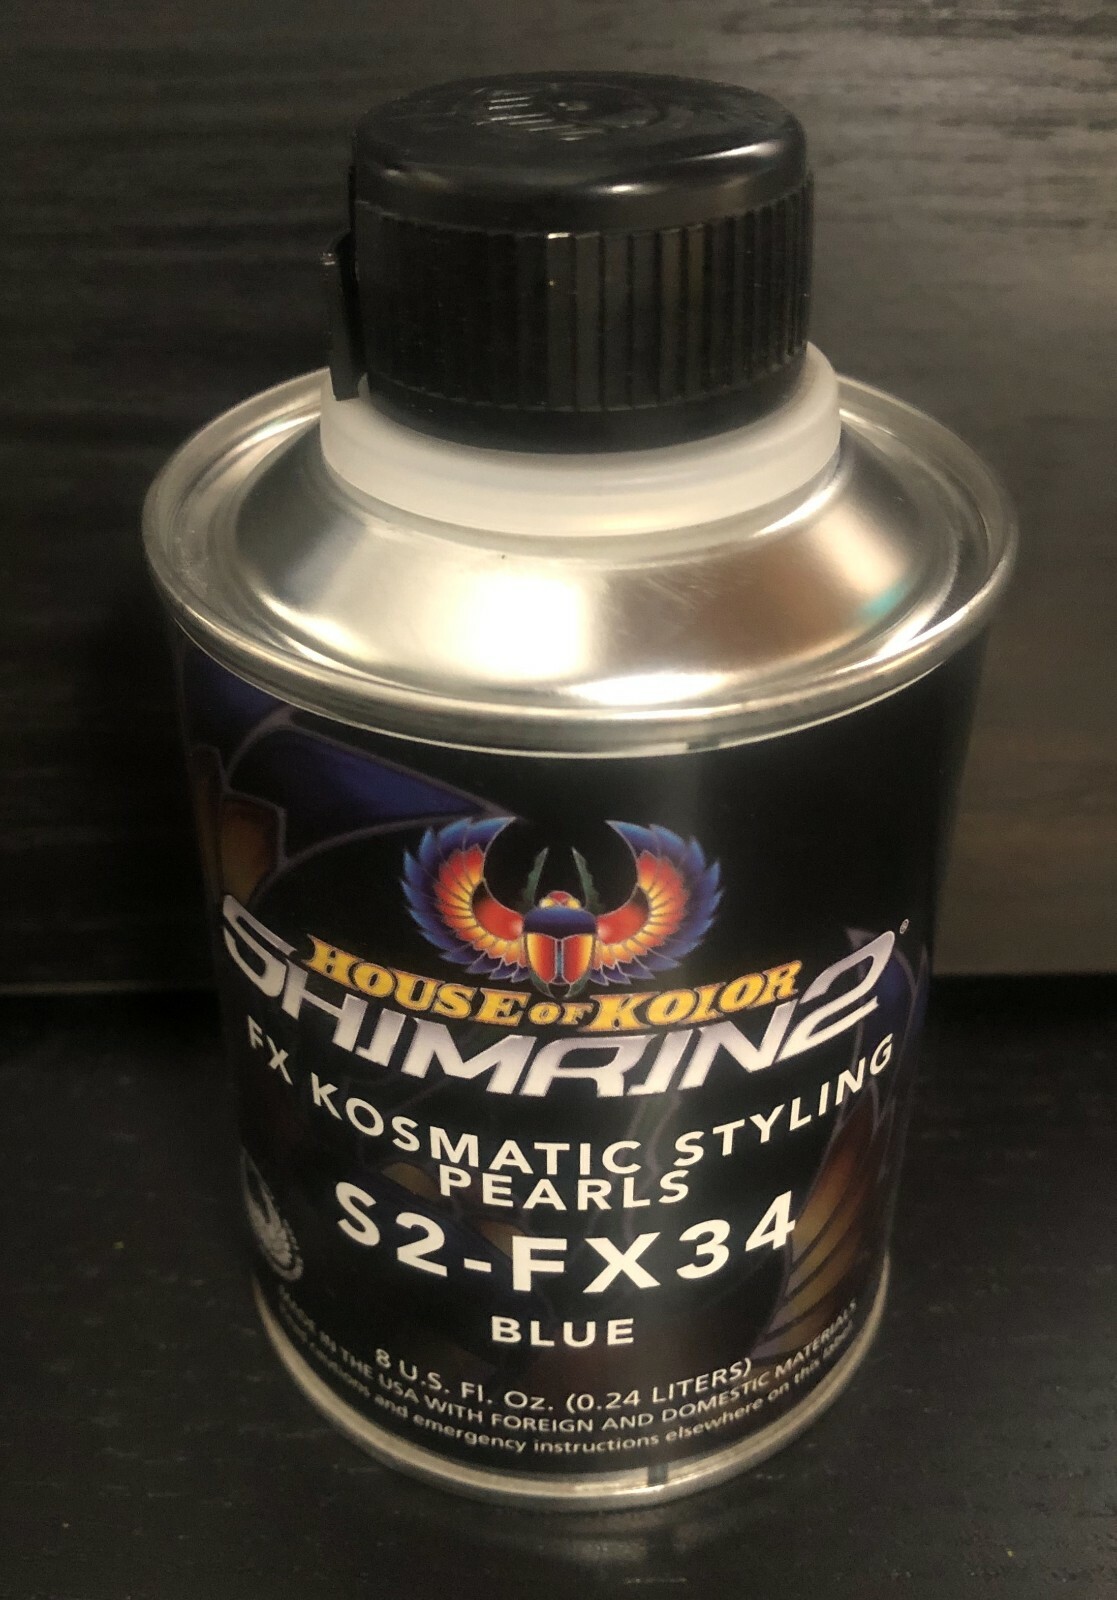 HOUSE OF KOLOR
SHIMRIN2®
FX KOSMATIC STYLING
PEARLS
S2-FX34
BLUE
8 U.S. Fl. Oz. (0.24 LITERS)
MADE IN THE USA WITH FOREIGN AND DOMESTIC MATERIALS
cautions and emergency instructions elsewhere on this label